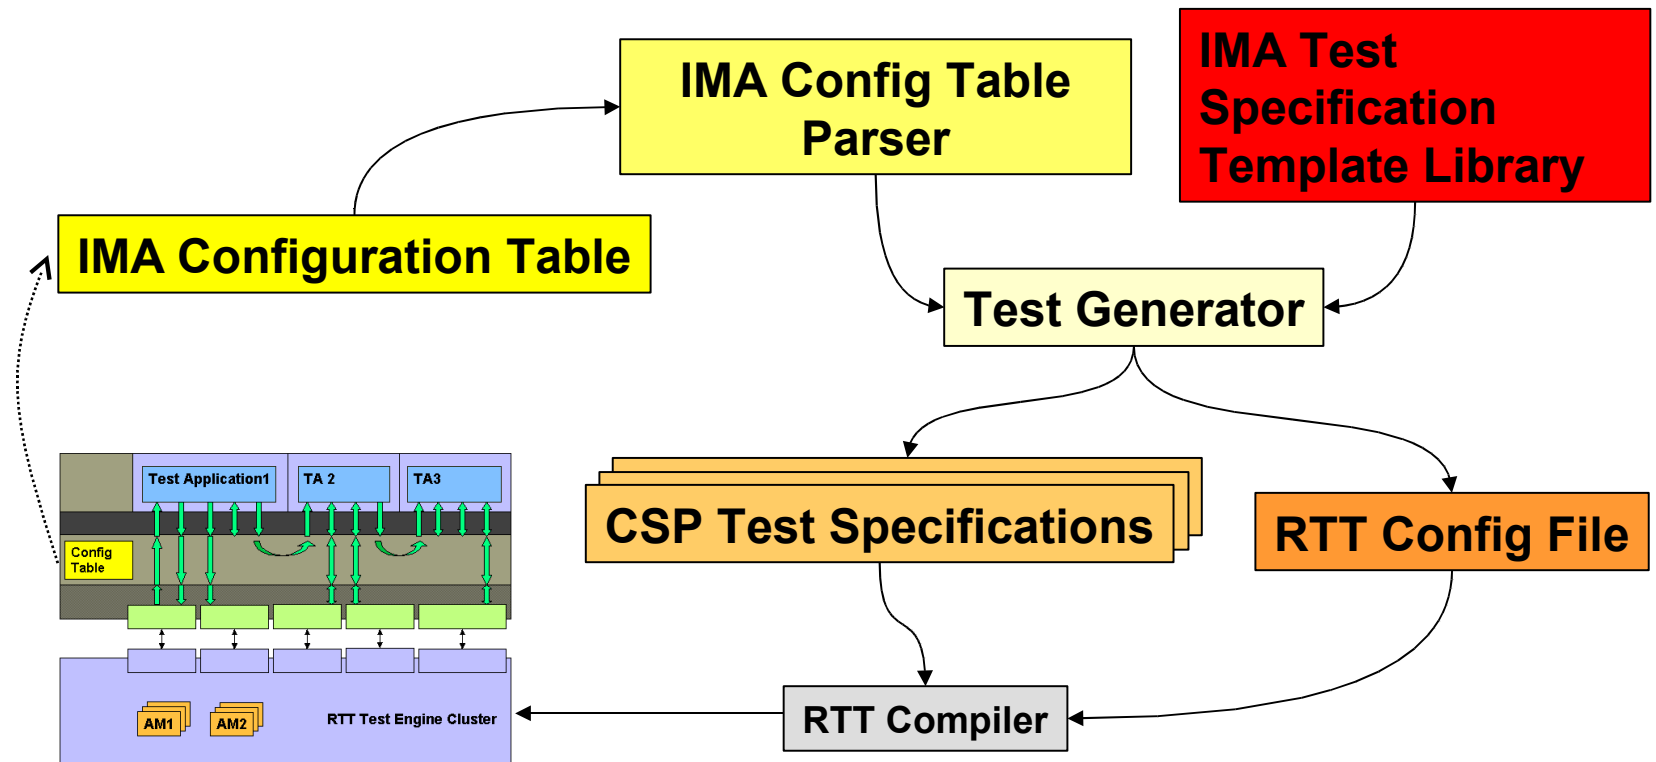 IMA Config Table
Parser
IMA Test
Specification
Template Library
IMA Configuration Table
Test Generator
Test Application1
TA 2
TA3
Config
Table
CSP Test Specifications
RTT Config File
AM1
AM2
RTT Test Engine Cluster
RTT Compiler